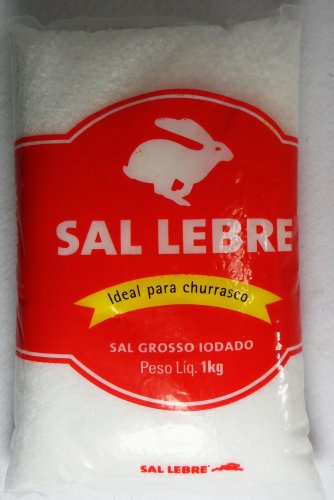 SAL LEBRE
Ideal para churrasco
SAL GROSSO IODADO
Peso Líq. 1kg
SAL LEBRE